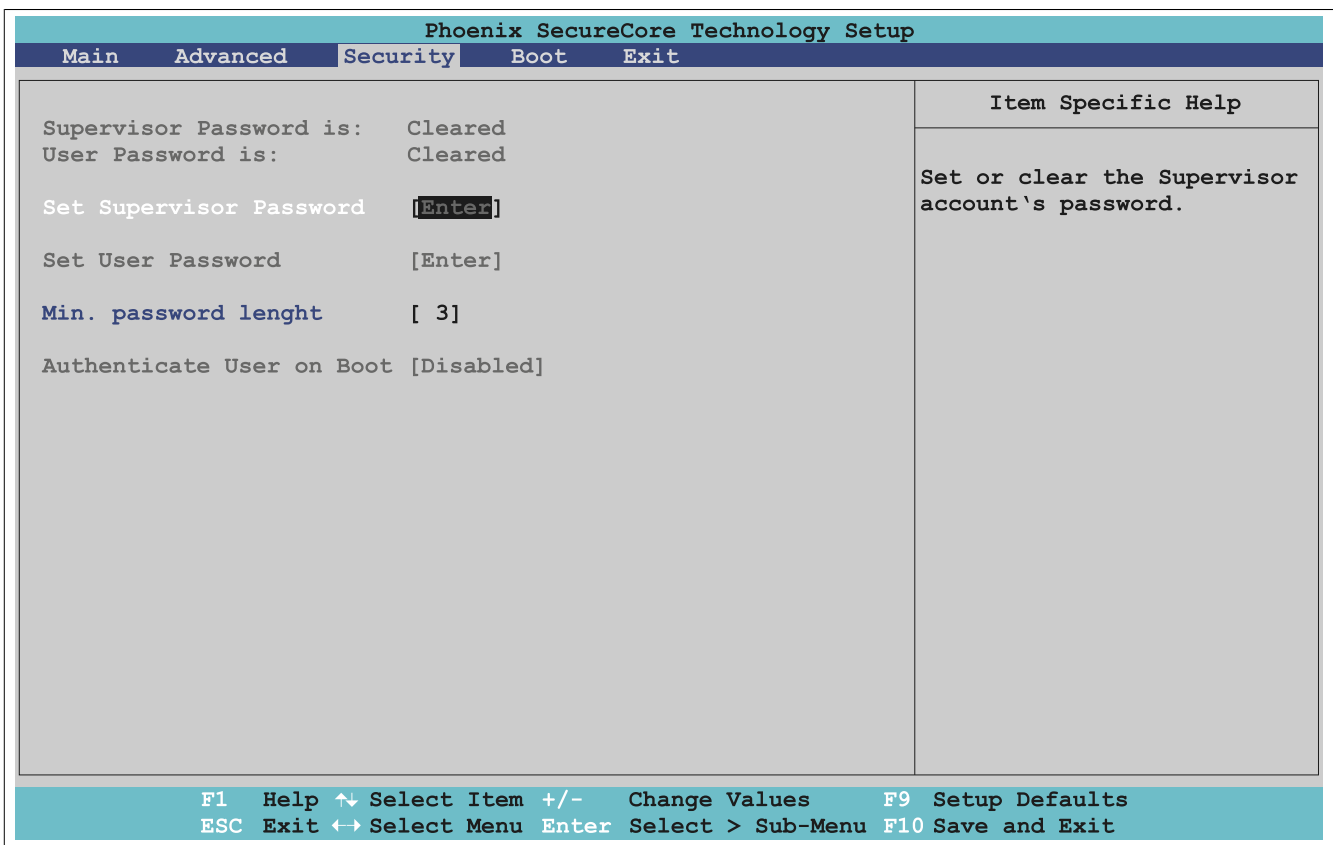 Phoenix SecureCore Technology Setup
Main Advanced Security Boot Exit
Item Specific Help
Supervisor Password is: Cleared
User Password is: Cleared
Set or clear the Supervisor
account‘s password.
Set Supervisor Password [Enter]
Set User Password [Enter]
Min. password lenght [ 3]
Authenticate User on Boot [Disabled]
F1 Help ↑↓ Select Item +/- Change Values F9 Setup Defaults
ESC Exit ←→ Select Menu Enter Select > Sub-Menu F10 Save and Exit